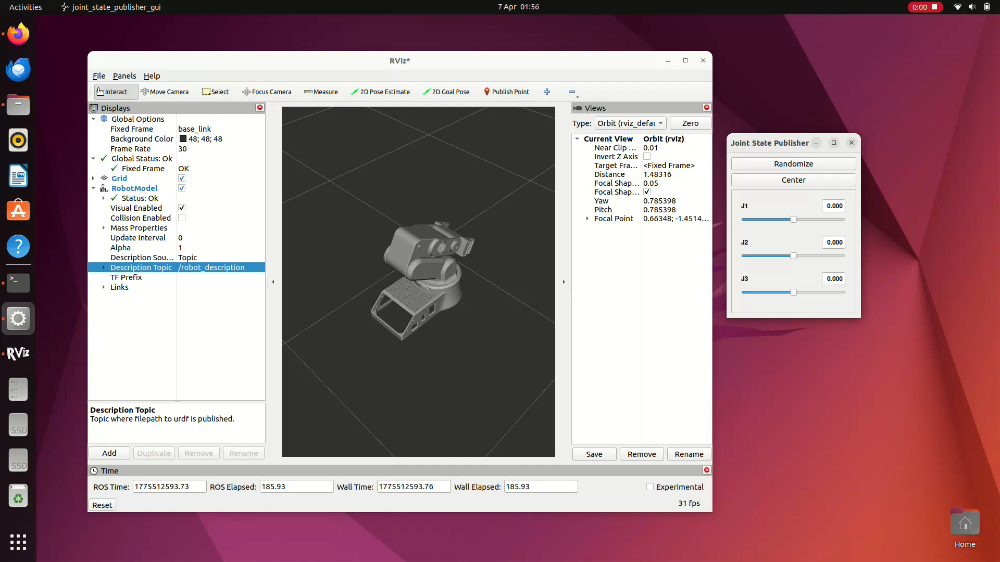 Activities
joint_state_publisher_gui
7 Apr 01:56
0:00
RViz*
File Panels Help
Interact Move Camera Select Focus Camera Measure 2D Pose Estimate 2D Goal Pose Publish Point
Displays
Global Options
Fixed Frame base_link
Background Color 48; 48; 48
Frame Rate 30
Global Status: Ok
Fixed Frame OK
Grid
RobotModel
Status: Ok
Visual Enabled
Collision Enabled
Mass Properties
Update Interval 0
Alpha 1
Description Sou... Topic
Description Topic /robot_description
TF Prefix
Links
Description Topic
Topic where filepath to urdf is published.
Add Duplicate Remove Rename
Views
Type: Orbit (rviz_defau Zero
Current View Orbit (rviz)
Near Clip ... 0.01
Invert Z Axis
Target Fra... <Fixed Frame>
Distance 1.48316
Focal Shap... 0.05
Focal Shap...
Yaw 0.785398
Pitch 0.785398
Focal Point 0.66348; -1.4514...
Save Remove Rename
Time
ROS Time: 1775512593.73 ROS Elapsed: 185.93 Wall Time: 1775512593.76 Wall Elapsed: 185.93 Experimental
Reset 31 fps
Joint State Publisher
Randomize
Center
J1 0.000
J2 0.000
J3 0.000
>_
?
RViz
SSD
SSD
Home